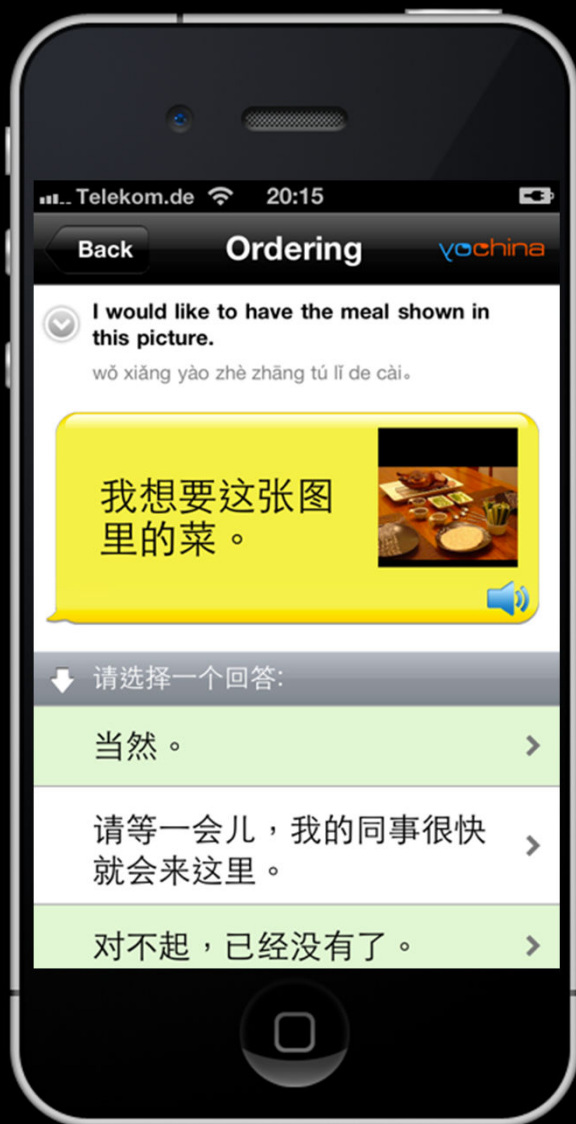 Telekom.de 20:15
Back Ordering yochina
I would like to have the meal shown in
this picture.
wǒ xiǎng yào zhè zhāng tú lǐ de cài。
我想要这张图
里的菜。
请选择一个回答:
当然。
请等一会儿，我的同事很快
就会来这里。
对不起，已经没有了。